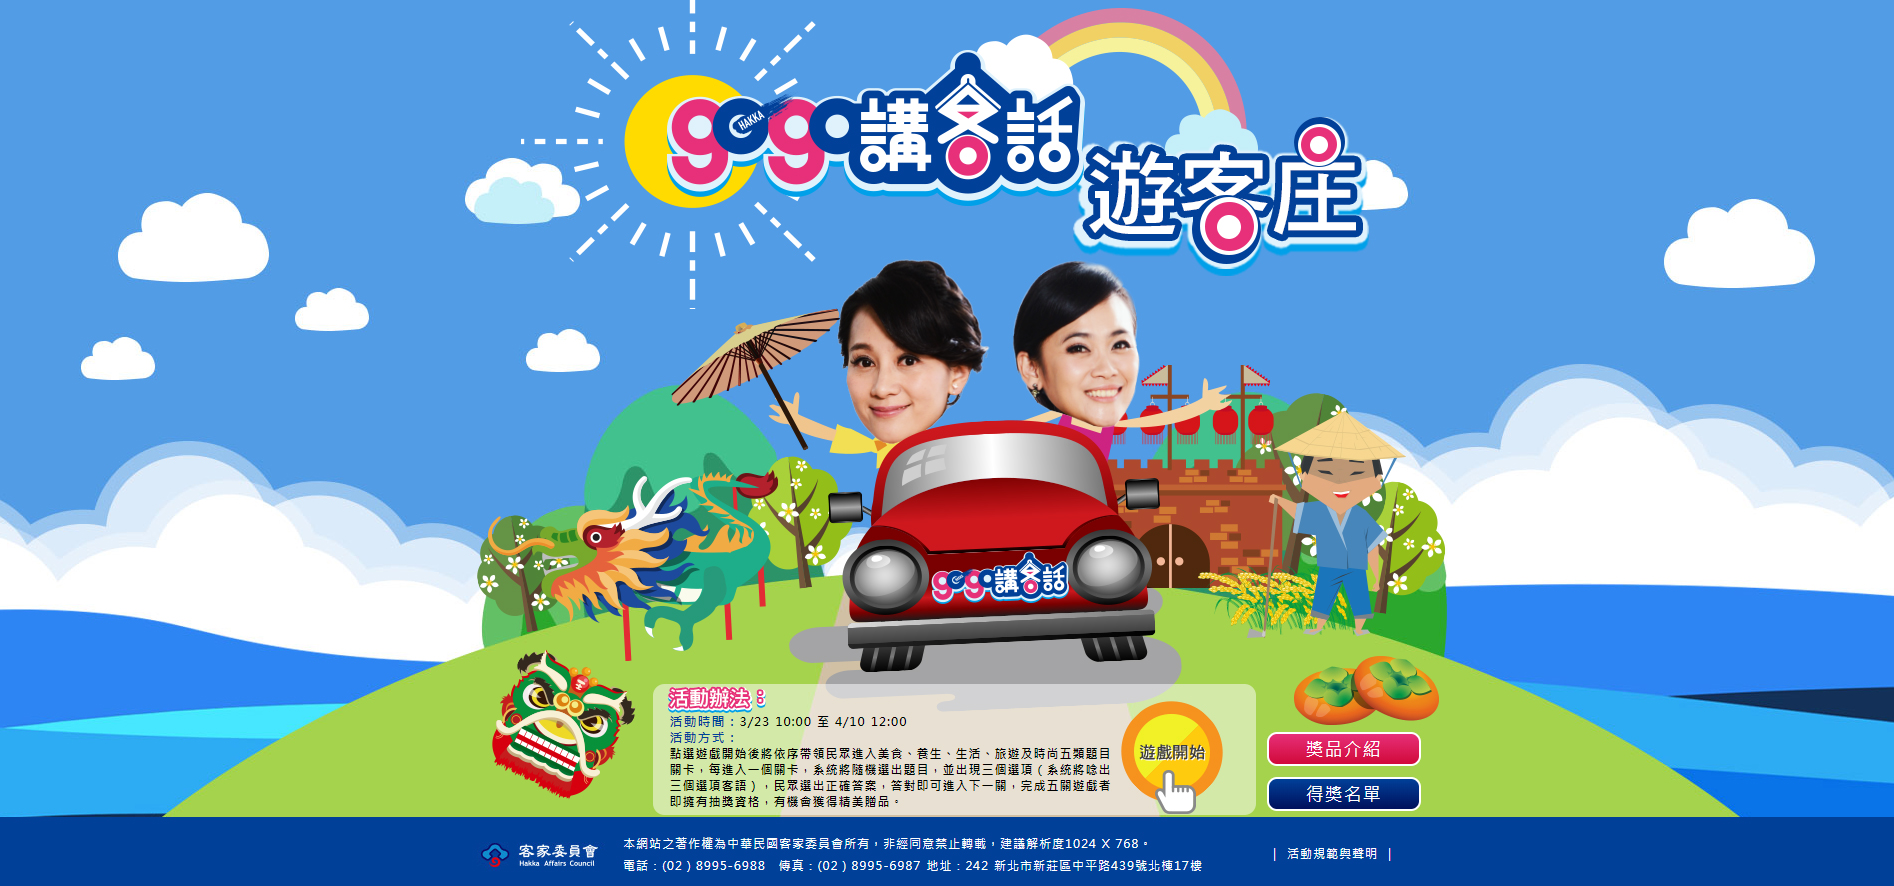 gogo講客話
HAKKA
遊客庄
gogo講客話
活動辦法：
活動時間：3/23 10:00 至 4/10 12:00
活動方式：
點選遊戲開始後將依序帶領民眾進入美食、養生、生活、旅遊及時尚五類題目
關卡，每進入一個關卡，系統將隨機選出題目，並出現三個選項（系統將唸出
三個選項客語），民眾選出正確答案，答對即可進入下一關，完成五關遊戲者
即擁有抽獎資格，有機會獲得精美贈品。
遊戲開始
獎品介紹
得獎名單
客家委員會
Hakka Affairs Council
本網站之著作權為中華民國客家委員會所有，非經同意禁止轉載，建議解析度1024 X 768。
電話：(02 ) 8995-6988 傳真：(02 ) 8995-6987 地址：242 新北市新莊區中平路439號北棟17樓
| 活動規範與聲明 |